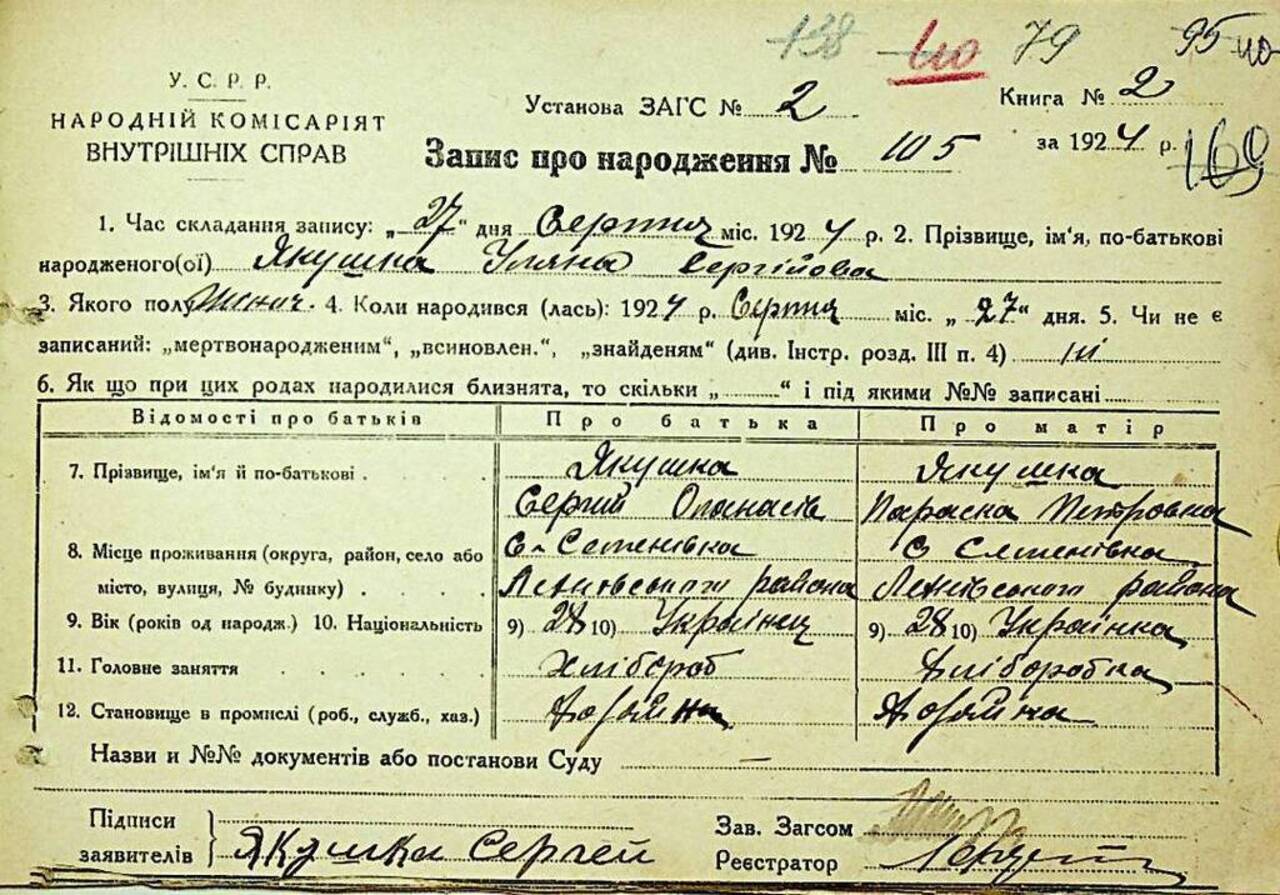 138 110 79 95 110
У. С. Р. Р.
НАРОДНІЙ КОМІСАРІЯТ
ВНУТРІШНІХ СПРАВ
Установа ЗАГС № 2
Книга № 2
Запис про народження № 105
за 1924 р. 169
1. Час складання запису: „27" дня Серпня міс. 1924 р. 2. Прізвище, ім'я, по-батькові
народженого(ої) Якушка Уляна Сергійова
3. Якого полу жіноч. 4. Коли народився (лась): 1924 р. Серпня міс. „27" дня. 5. Чи не є
записаний: „мертвонародженим", „всиновлен.", „знайденям" (див. Інстр. розд. III п. 4) ні
6. Як що при цих родах народилися близнята, то скільки „..........." і під якими №№ записані
Відомості про батьків Про батька Про матір
7. Прізвище, ім'я й по-батькові Якушка Якушка
Сергій Опанасів Параска Петровна
8. Місце проживання (округа, район, село або С. Семенівка С Семенівка
місто, вулиця, № будинку) района района
9. Вік (років од народж.) 10. Національність 9) 28 10) Українец 9) 28 10) Українка
11. Головне заняття Хлібороб Хліборобка
12. Становище в промислі (роб., служб., хаз.)
Назви и №№ документів або постанови Суду —
Підписи
заявителів Якушка Сергей
Зав. Загсом
Реєстратор